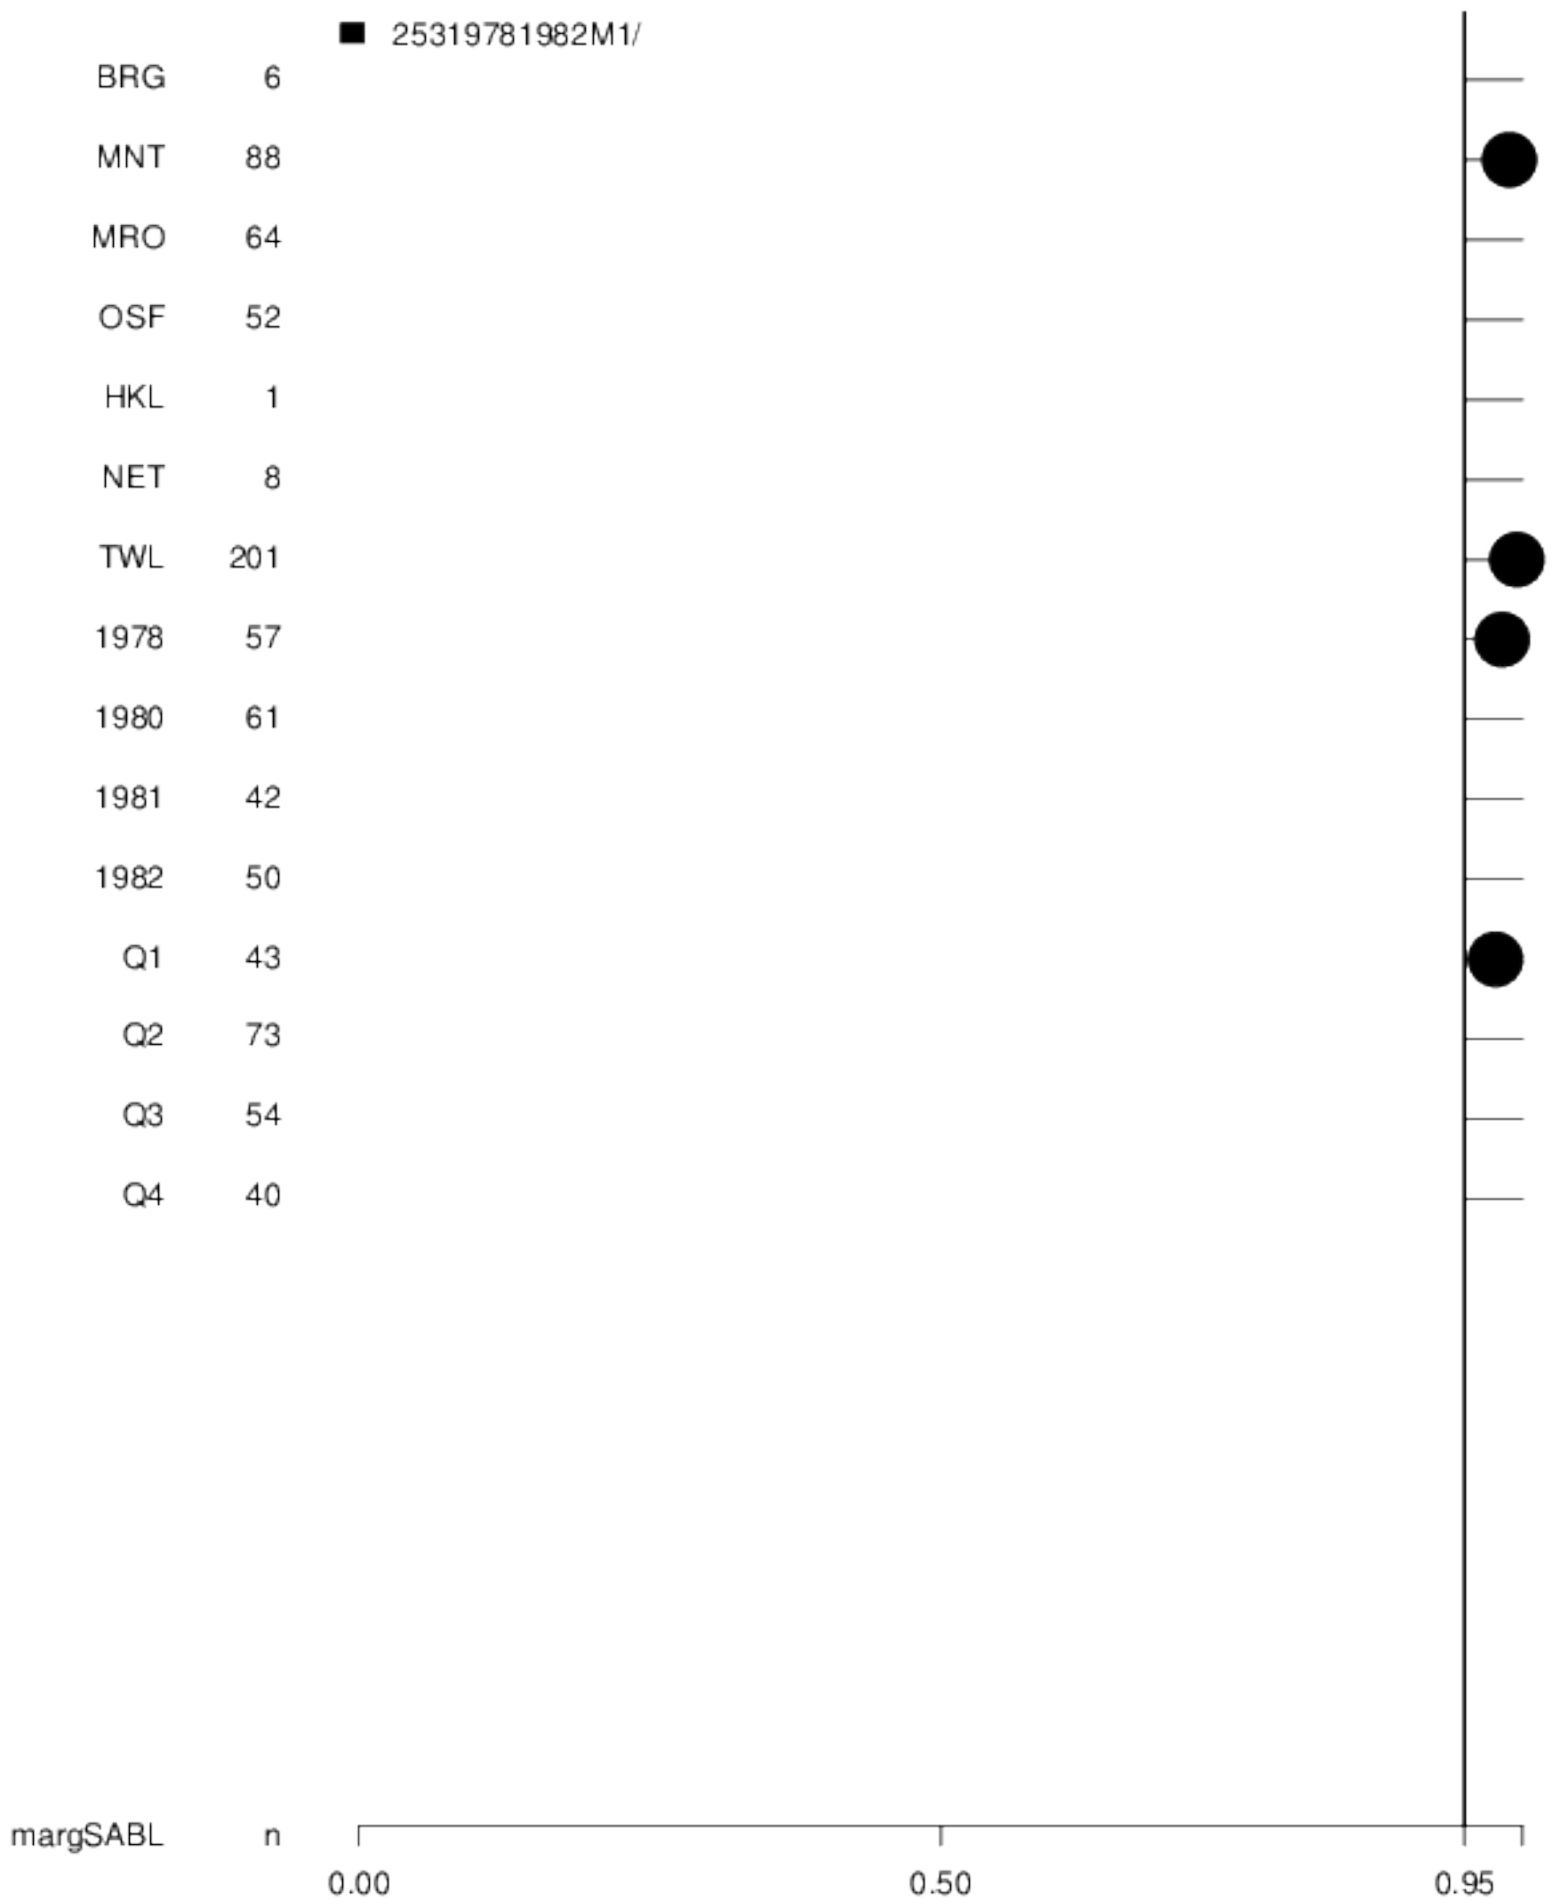 25319781982M1/
BRG 6
MNT 88
MRO 64
OSF 52
HKL 1
NET 8
TWL 201
1978 57
1980 61
1981 42
1982 50
Q1 43
Q2 73
Q3 54
Q4 40
margSABL n
0.00 0.50 0.95